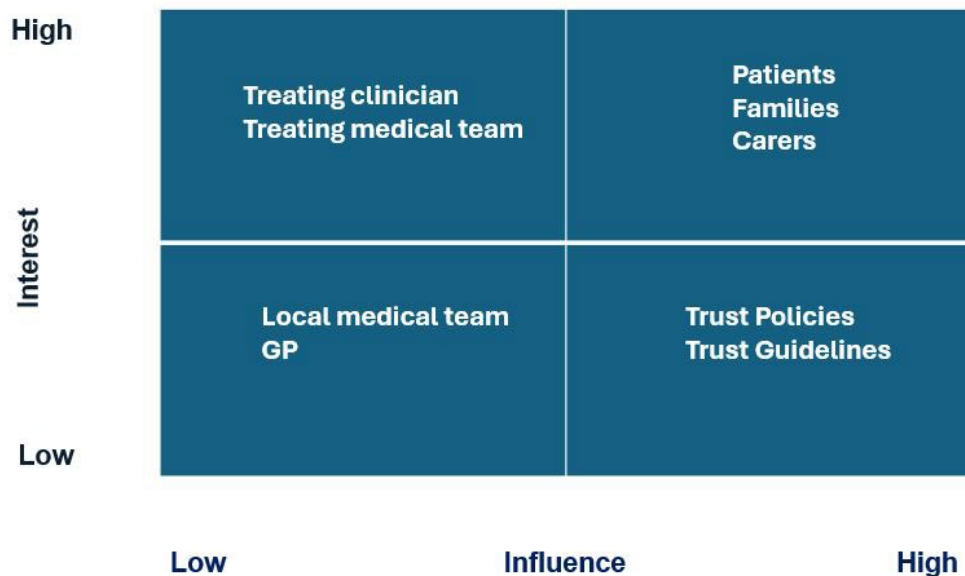 High
Treating clinician
Treating medical team
Patients
Families
Carers
Interest
Local medical team
GP
Trust Policies
Trust Guidelines
Low
Low
Influence
High